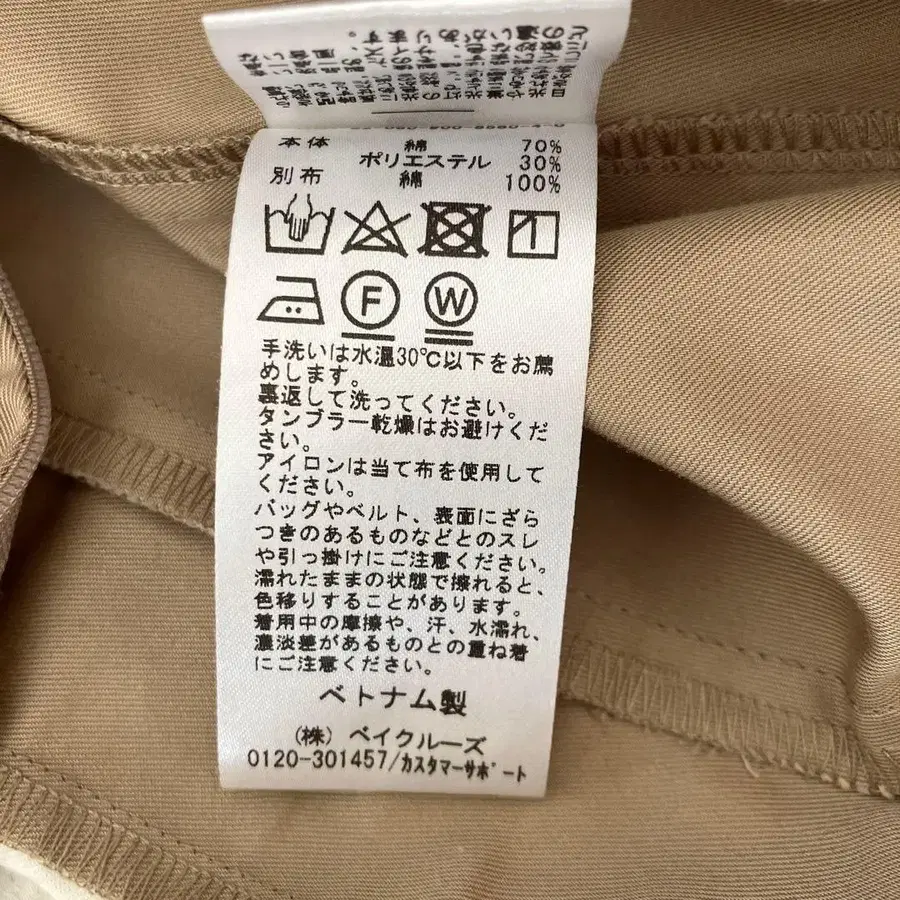 本体 綿 70%
ポリエステル 30%
別布 綿 100%
F W
手洗いは水温30℃以下をお薦
めします。
裏返して洗ってください。
タンブラー乾燥はお避けくだ
さい。
アイロンは当て布を使用して
ください。
バッグやベルト、表面にざら
つきのあるものなどとのスレ
や引っ掛けにご注意ください。
濡れたままの状態で擦れると、
色移りすることがあります。
着用中の摩擦や、汗、水濡れ、
濃淡差があるものとの重ね着
にご注意ください。
ベトナム製
(株) ベイクルーズ
0120-301457/カスタマーサポート